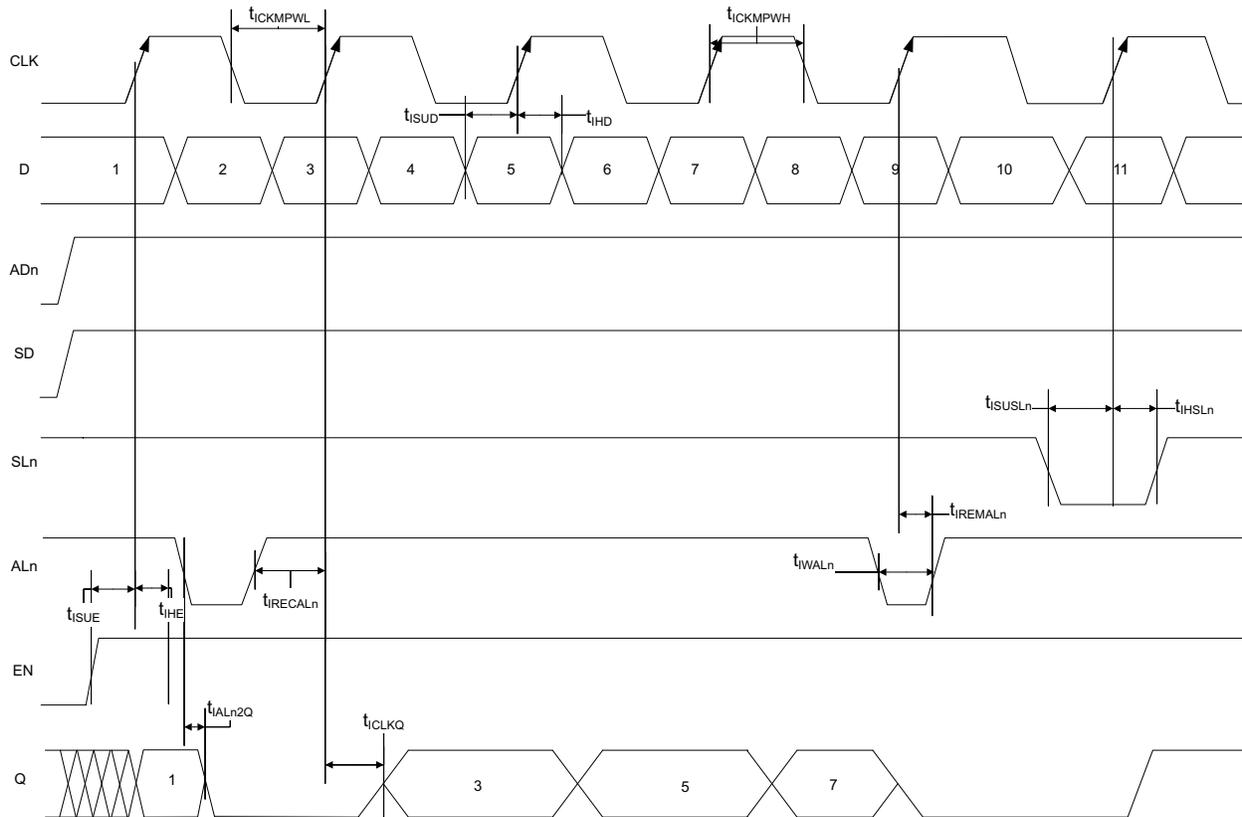 tICKMPWL
tICKMPWH
CLK
tISUD
tIHD
D
1
2
3
4
5
6
7
8
9
10
11
ADn
SD
tISUSLn
tIHSLn
SLn
tIREMALn
ALn
tIWALn
tISUE
tIHE
tIRECALn
EN
tIALn2Q
tICLKQ
Q
1
3
5
7